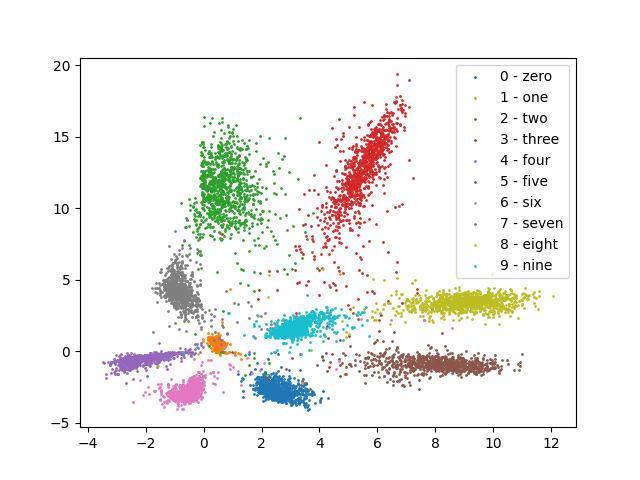 20
15
10
5
0
−5
−4
−2
0
2
4
6
8
10
12
0 - zero
1 - one
2 - two
3 - three
4 - four
5 - five
6 - six
7 - seven
8 - eight
9 - nine